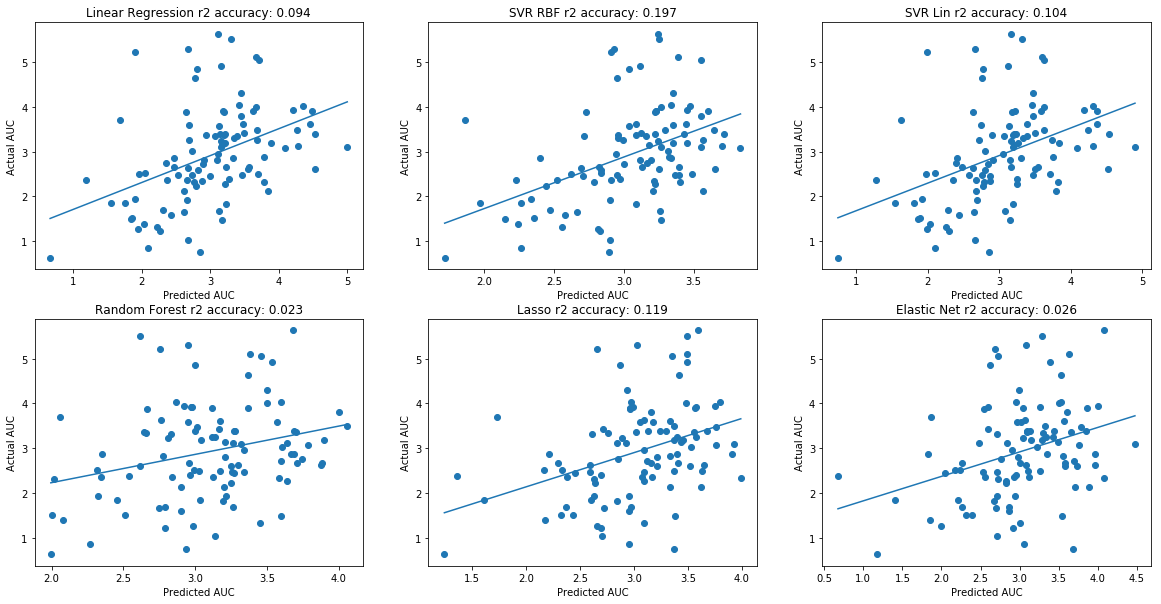 Linear Regression r2 accuracy: 0.094
Actual AUC
5
4
3
2
1
1 2 3 4 5
Predicted AUC
SVR RBF r2 accuracy: 0.197
Actual AUC
5
4
3
2
1
2.0 2.5 3.0 3.5
Predicted AUC
SVR Lin r2 accuracy: 0.104
Actual AUC
5
4
3
2
1
1 2 3 4 5
Predicted AUC
Random Forest r2 accuracy: 0.023
Actual AUC
5
4
3
2
1
2.0 2.5 3.0 3.5 4.0
Predicted AUC
Lasso r2 accuracy: 0.119
Actual AUC
5
4
3
2
1
1.5 2.0 2.5 3.0 3.5 4.0
Predicted AUC
Elastic Net r2 accuracy: 0.026
Actual AUC
5
4
3
2
1
0.5 1.0 1.5 2.0 2.5 3.0 3.5 4.0 4.5
Predicted AUC